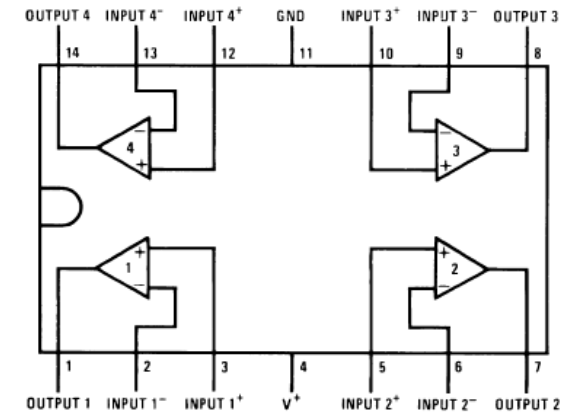 OUTPUT 4 INPUT 4⁻ INPUT 4⁺ GND INPUT 3⁺ INPUT 3⁻ OUTPUT 3
14 13 12 11 10 9 8
− −
4 3
+ +
+ +
1 2
− −
1 2 3 4 5 6 7
OUTPUT 1 INPUT 1⁻ INPUT 1⁺ V⁺ INPUT 2⁺ INPUT 2⁻ OUTPUT 2